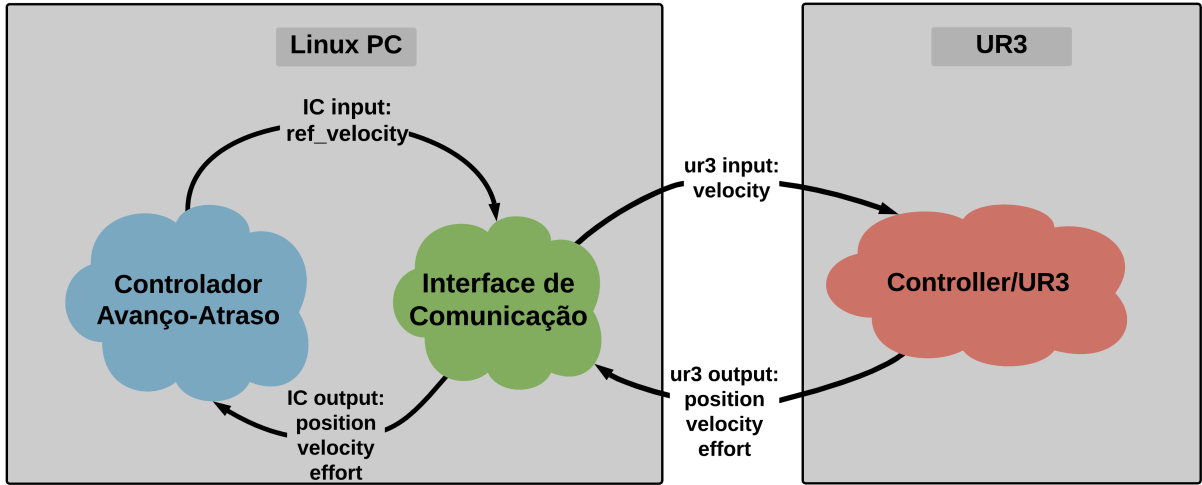 Linux PC
UR3
IC input:
ref_velocity
ur3 input:
velocity
Controlador
Avanço-Atraso
Interface de
Comunicação
Controller/UR3
IC output:
position
velocity
effort
ur3 output:
position
velocity
effort